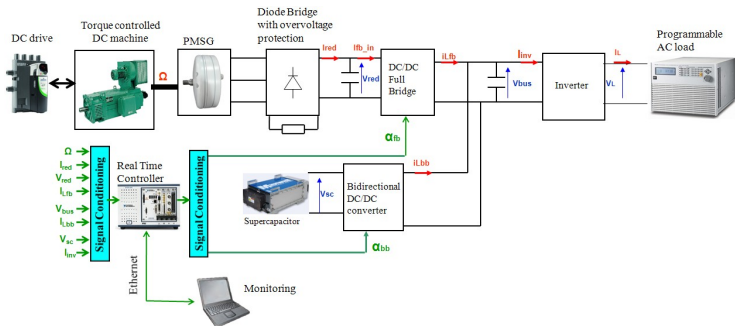 DC drive
Torque controlled
DC machine
Ω
PMSG
Diode Bridge
with overvoltage
protection
Ired
Ifb_in
Vred
DC/DC
Full
Bridge
iLfb
Iinv
Vbus
Inverter
IL
VL
Programmable
AC load
αfb
Ω
Ired
Vred
ILfb
Vbus
ILbb
Vsc
Iinv
Signal Conditioning
Real Time
Controller
Signal Conditioning
Supercapacitor
Vsc
Bidirectional
DC/DC
converter
iLbb
αbb
Ethernet
Monitoring